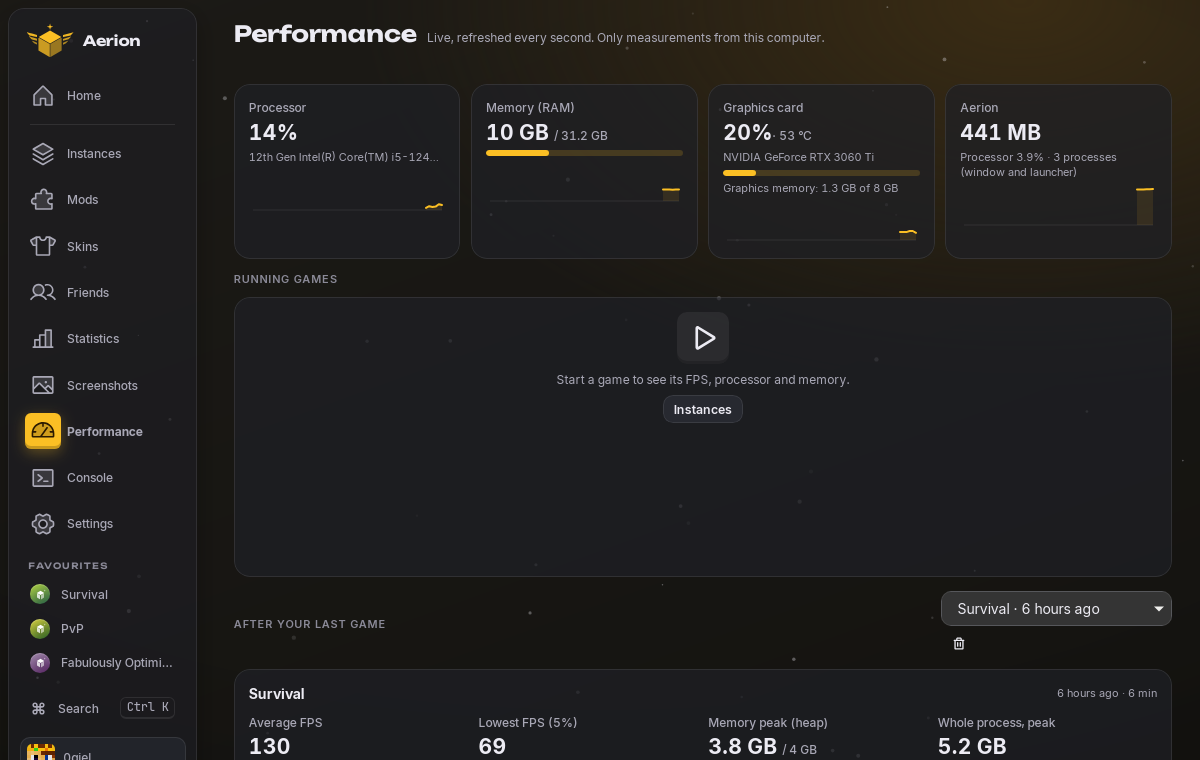 Aerion
Home
Instances
Mods
Skins
Friends
Statistics
Screenshots
Performance
Console
Settings
FAVOURITES
Survival
PvP
Fabulously Optimi...
⌘ Search Ctrl K
0giel
Performance Live, refreshed every second. Only measurements from this computer.
Processor
14%
12th Gen Intel(R) Core(TM) i5-124...
Memory (RAM)
10 GB / 31.2 GB
Graphics card
20% · 53 °C
NVIDIA GeForce RTX 3060 Ti
Graphics memory: 1.3 GB of 8 GB
Aerion
441 MB
Processor 3.9% · 3 processes
(window and launcher)
RUNNING GAMES
Start a game to see its FPS, processor and memory.
Instances
AFTER YOUR LAST GAME
Survival · 6 hours ago
Survival
6 hours ago · 6 min
Average FPS
130
Lowest FPS (5%)
69
Memory peak (heap)
3.8 GB / 4 GB
Whole process, peak
5.2 GB